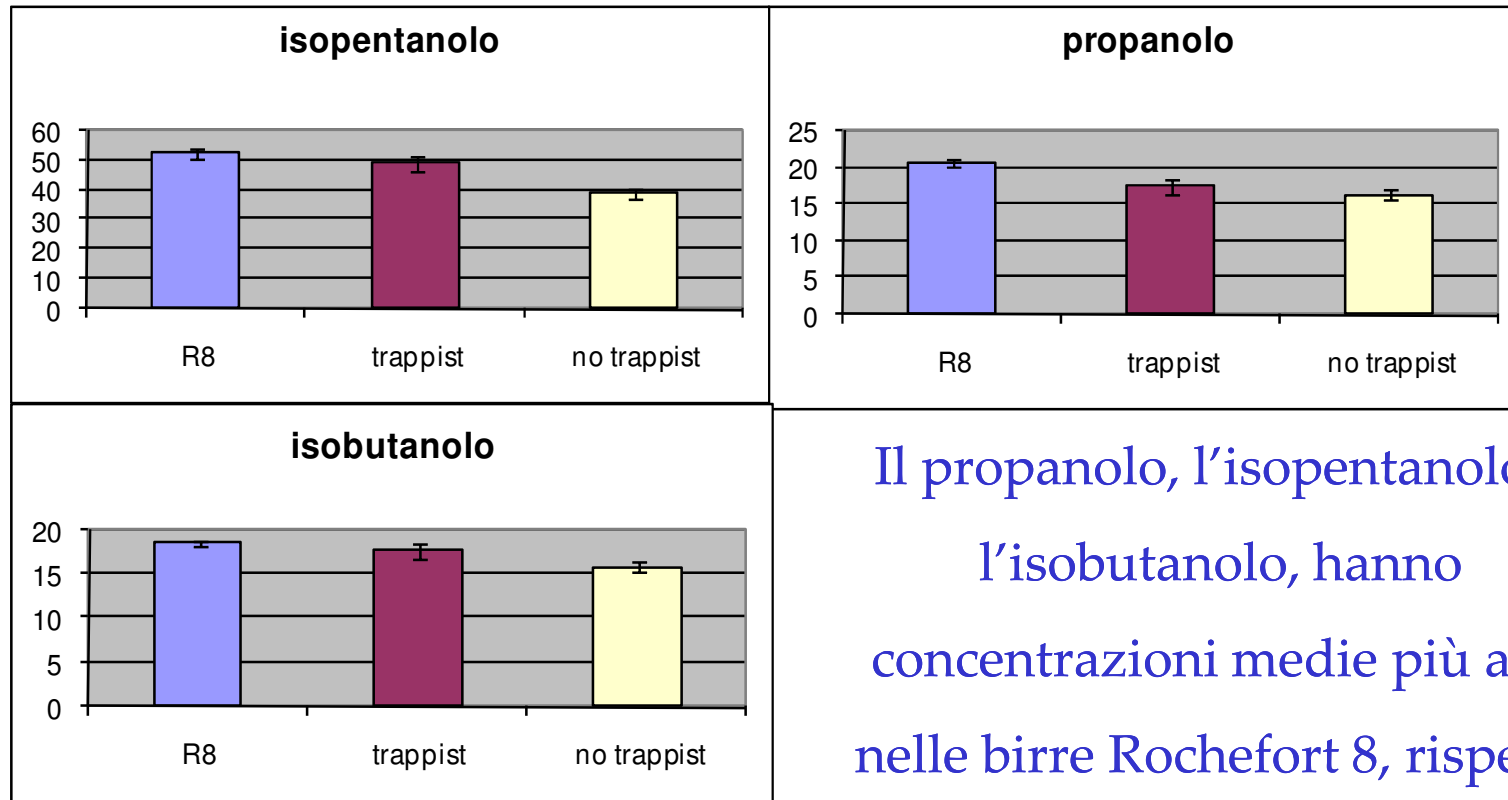 isopentanolo
60
50
40
30
20
10
0
R8 trappist no trappist
propanolo
25
20
15
10
5
0
R8 trappist no trappist
isobutanolo
20
15
10
5
0
R8 trappist no trappist
Il propanolo, l’isopentanolo
l’isobutanolo, hanno
concentrazioni medie più a
nelle birre Rochefort 8, rispe